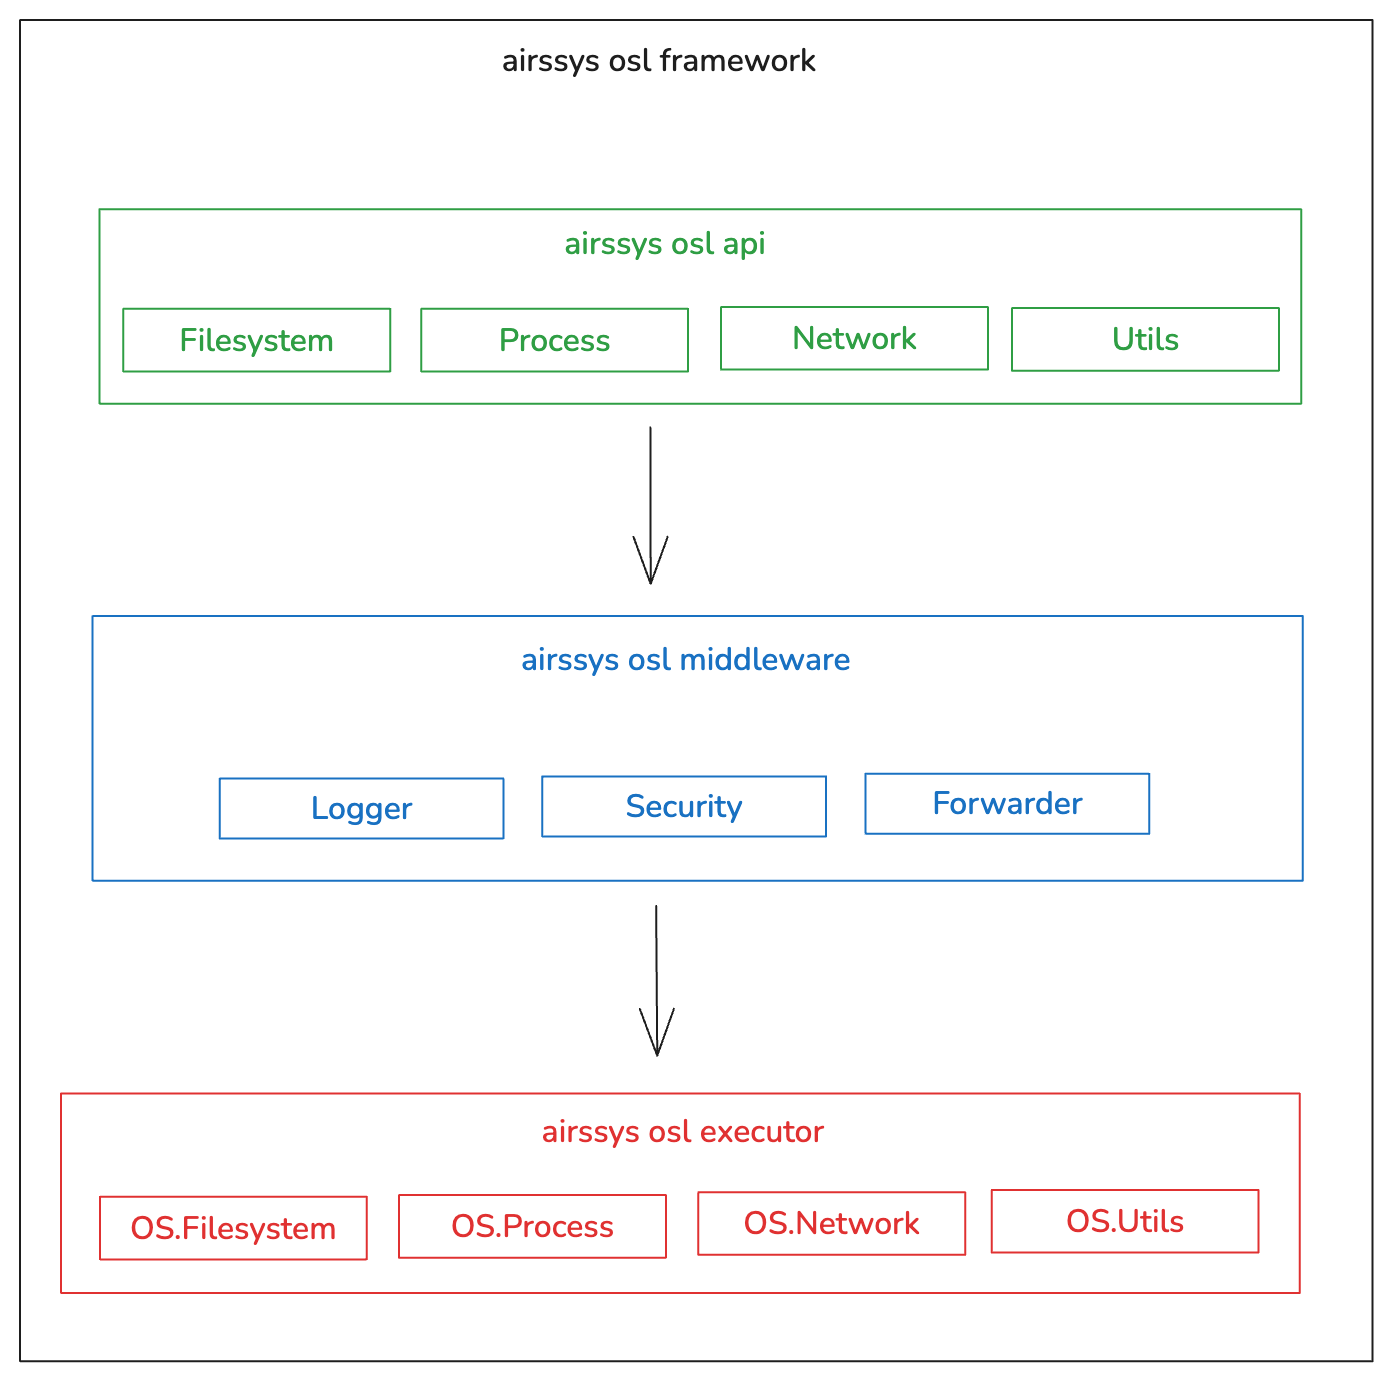 airssys osl framework
airssys osl api
Filesystem
Process
Network
Utils
airssys osl middleware
Logger
Security
Forwarder
airssys osl executor
OS.Filesystem
OS.Process
OS.Network
OS.Utils